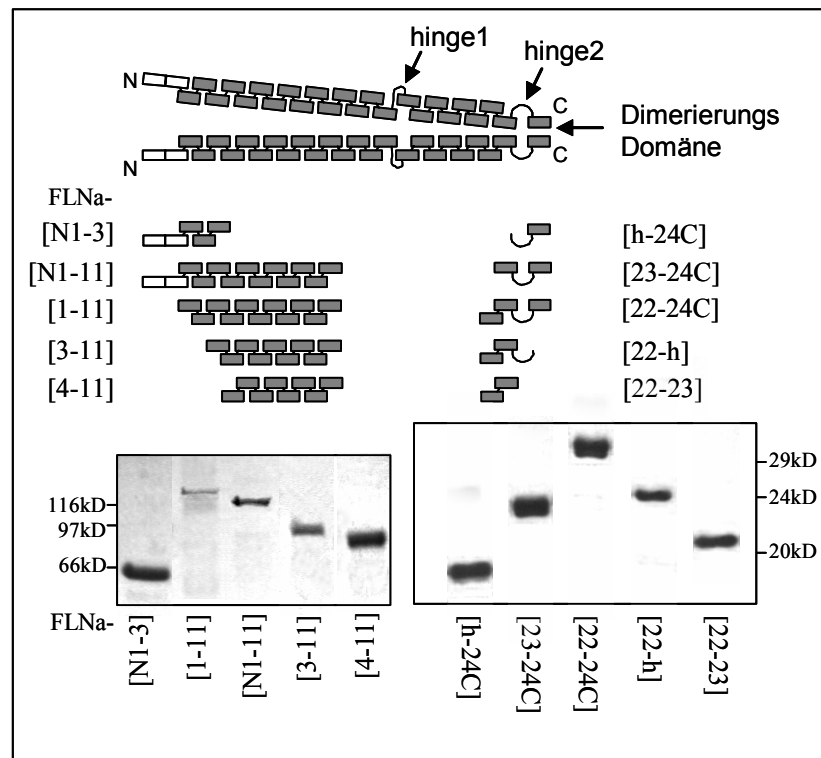 hinge1
hinge2
N
C
Dimerierungs
Domäne
N
C
FLNa-
[N1-3]
[h-24C]
[N1-11]
[23-24C]
[1-11]
[22-24C]
[3-11]
[22-h]
[4-11]
[22-23]
116kD
97kD
66kD
29kD
24kD
20kD
FLNa-
[N1-3]
[1-11]
[N1-11]
[3-11]
[4-11]
[h-24C]
[23-24C]
[22-24C]
[22-h]
[22-23]